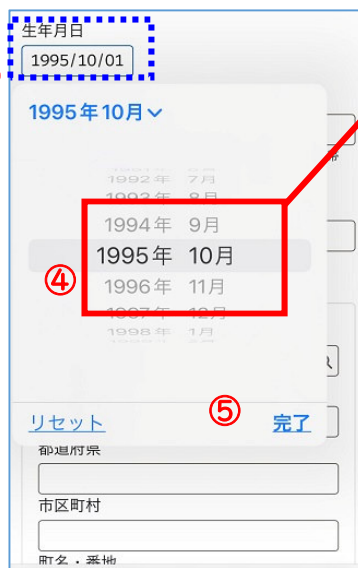 生年月日
1995/10/01
1995年10月
1992年 7月
1993年 8月
1994年 9月
1995年 10月
④
1996年 11月
1997年 12月
1998年 1月
⑤
リセット 完了
都道府県
市区町村
町名・番地